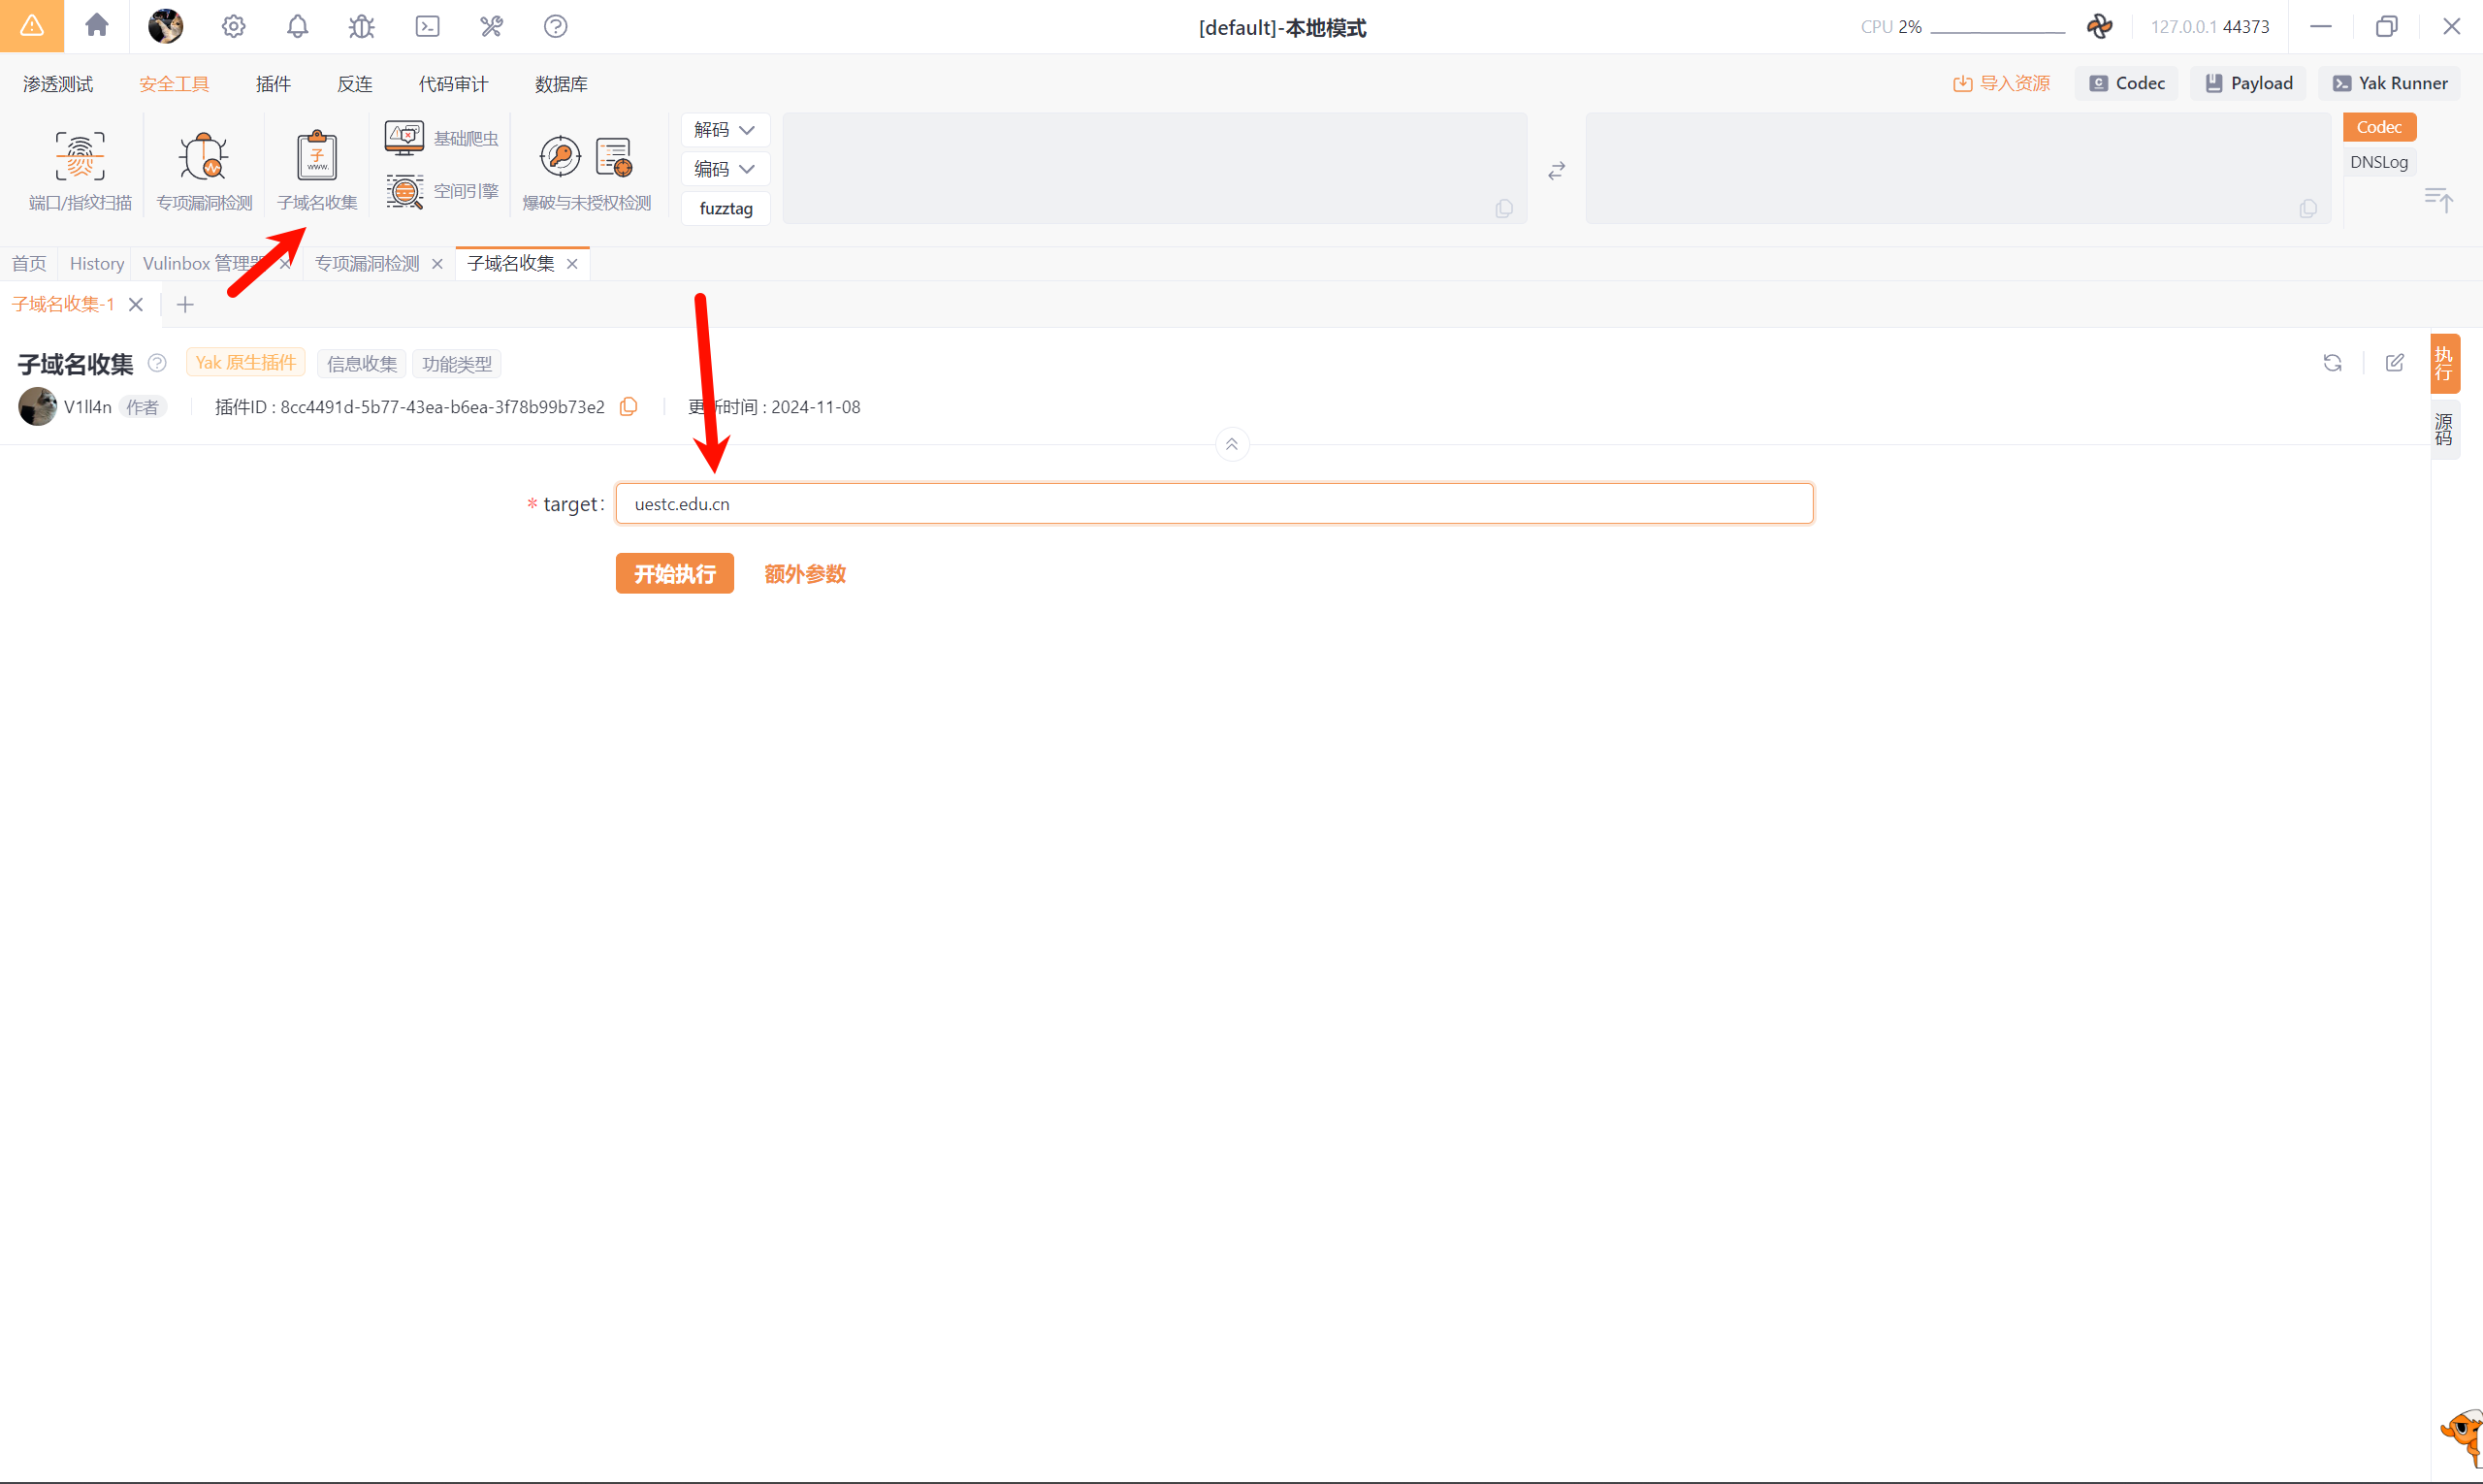 [default]-本地模式
CPU 2%
127.0.0.1 44373
渗透测试 安全工具 插件 反连 代码审计 数据库
导入资源 Codec Payload Yak Runner
端口/指纹扫描
专项漏洞检测
子 www.
子域名收集
基础爬虫
空间引擎
爆破与未授权检测
解码
编码
fuzztag
Codec
DNSLog
首页 History Vulinbox 管理器 专项漏洞检测 子域名收集
子域名收集-1
子域名收集 Yak 原生插件 信息收集 功能类型
V1ll4n 作者 插件ID : 8cc4491d-5b77-43ea-b6ea-3f78b99b73e2 更新时间 : 2024-11-08
执行
源码
* target: uestc.edu.cn
开始执行 额外参数